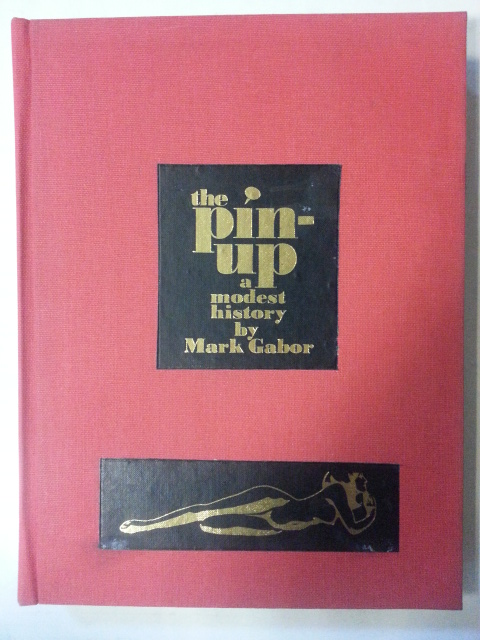 the
pin-
up
a
modest
history
by
Mark Gabor